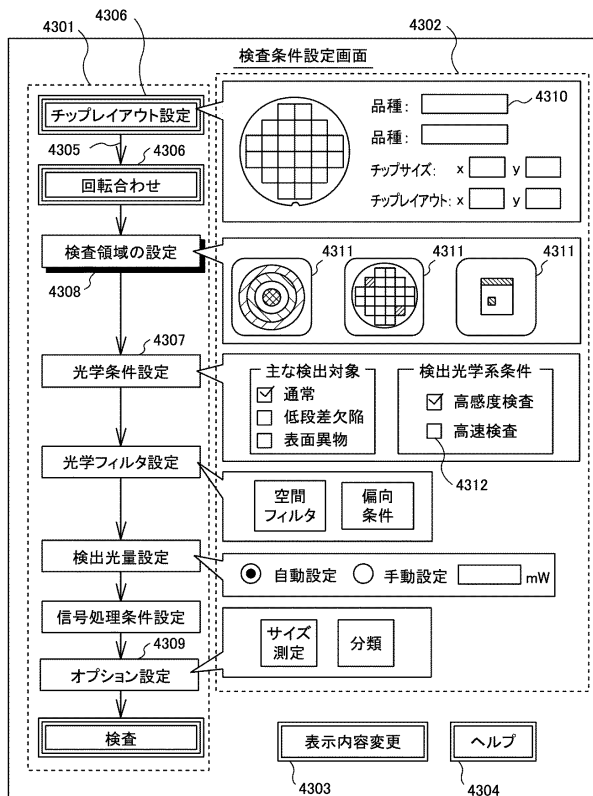 4306
4301
4302
検査条件設定画面
チップレイアウト設定
4305
4306
回転合わせ
検査領域の設定
4308
4307
光学条件設定
光学フィルタ設定
検出光量設定
信号処理条件設定
4309
オプション設定
検査
品種:
4310
品種:
チップサイズ: x y
チップレイアウト: x y
4311
4311
4311
主な検出対象
通常
低段差欠陥
表面異物
検出光学系条件
高感度検査
高速検査
4312
空間
フィルタ
偏向
条件
自動設定 手動設定 mW
サイズ
測定
分類
表示内容変更
ヘルプ
4303
4304